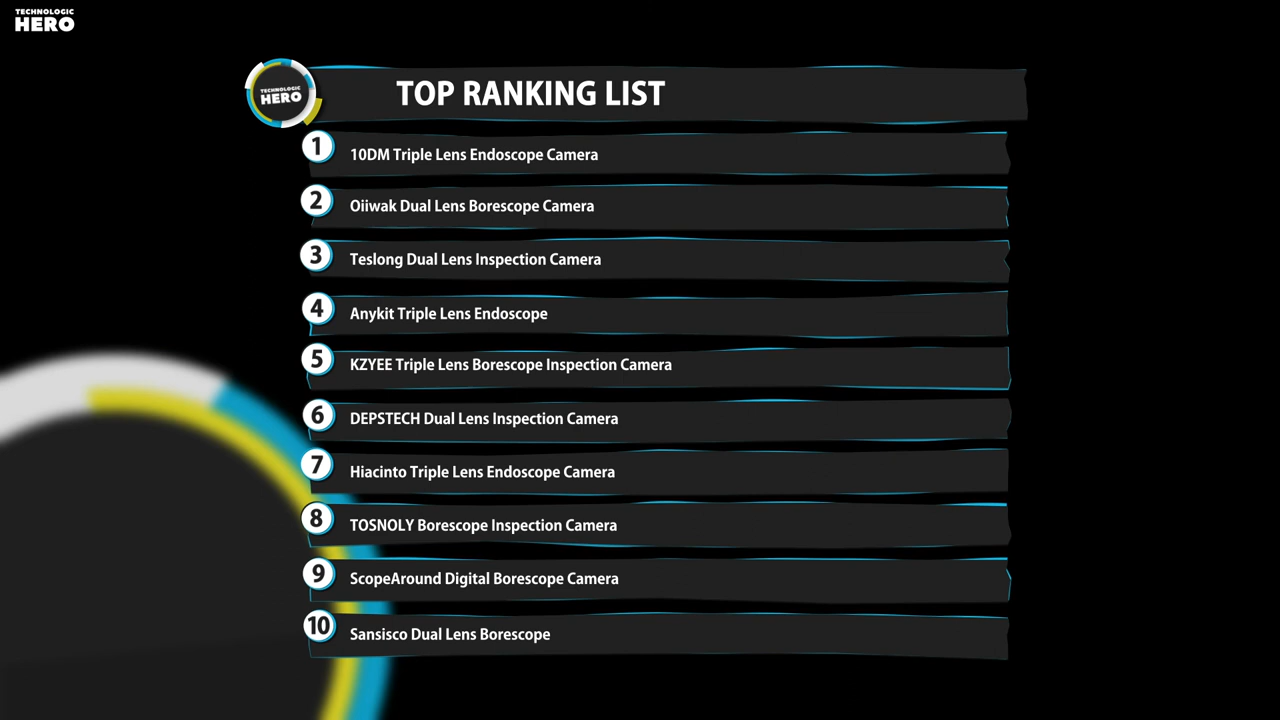 TECHNOLOGIC
HERO
TECHNOLOGIC
HERO
TOP RANKING LIST
1 10DM Triple Lens Endoscope Camera
2 Oiiwak Dual Lens Borescope Camera
3 Teslong Dual Lens Inspection Camera
4 Anykit Triple Lens Endoscope
5 KZYEE Triple Lens Borescope Inspection Camera
6 DEPSTECH Dual Lens Inspection Camera
7 Hiacinto Triple Lens Endoscope Camera
8 TOSNOLY Borescope Inspection Camera
9 ScopeAround Digital Borescope Camera
10 Sansisco Dual Lens Borescope